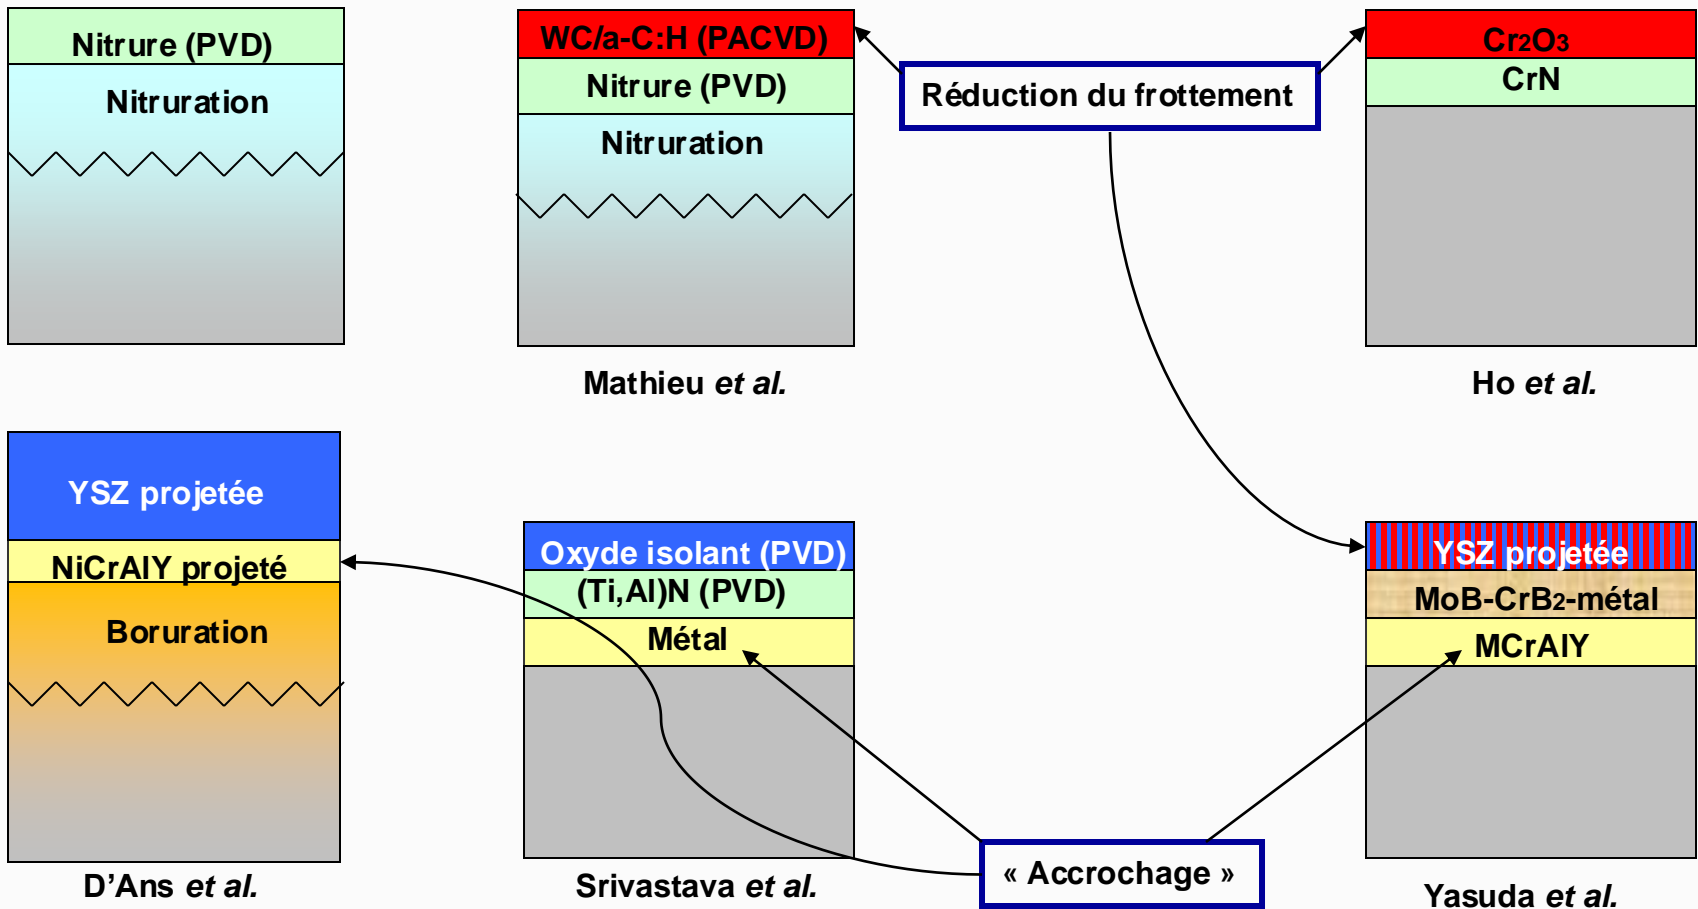 Nitrure (PVD)
Nitruration
WC/a-C:H (PACVD)
Nitrure (PVD)
Nitruration
Mathieu et al.
Réduction du frottement
Cr2O3
CrN
Ho et al.
YSZ projetée
NiCrAlY projeté
Boruration
D’Ans et al.
Oxyde isolant (PVD)
(Ti,Al)N (PVD)
Métal
Srivastava et al.
« Accrochage »
YSZ projetée
MoB-CrB2-métal
MCrAlY
Yasuda et al.